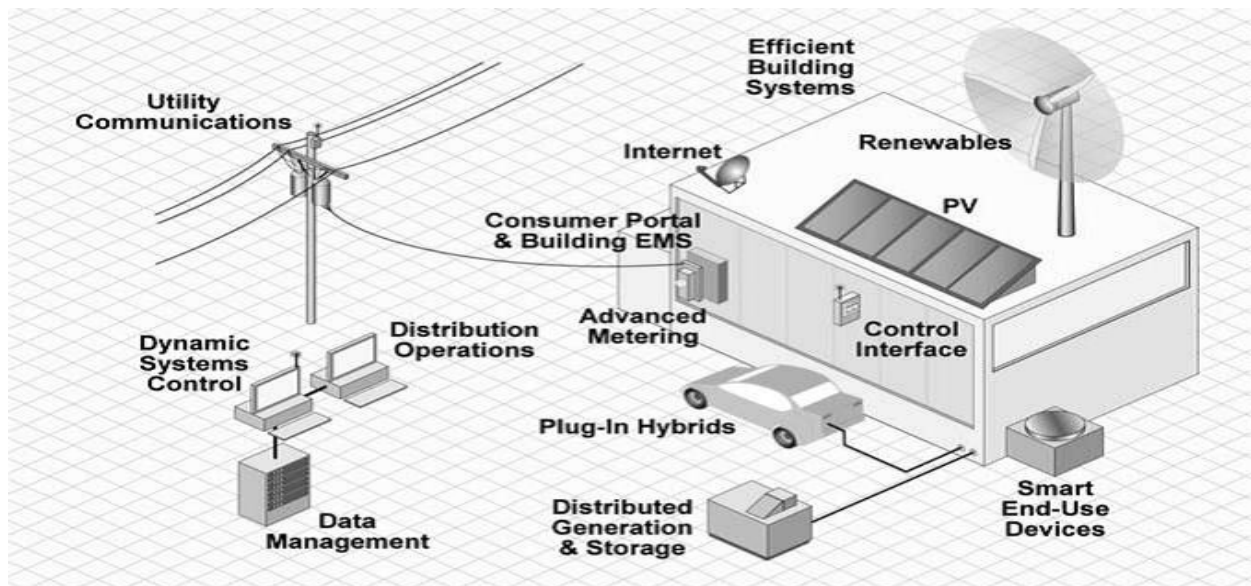 Efficient
Building
Systems
Utility
Communications
Internet
Renewables
PV
Consumer Portal
& Building EMS
Advanced
Metering
Control
Interface
Dynamic
Systems
Control
Distribution
Operations
Plug-In Hybrids
Data
Management
Distributed
Generation
& Storage
Smart
End-Use
Devices